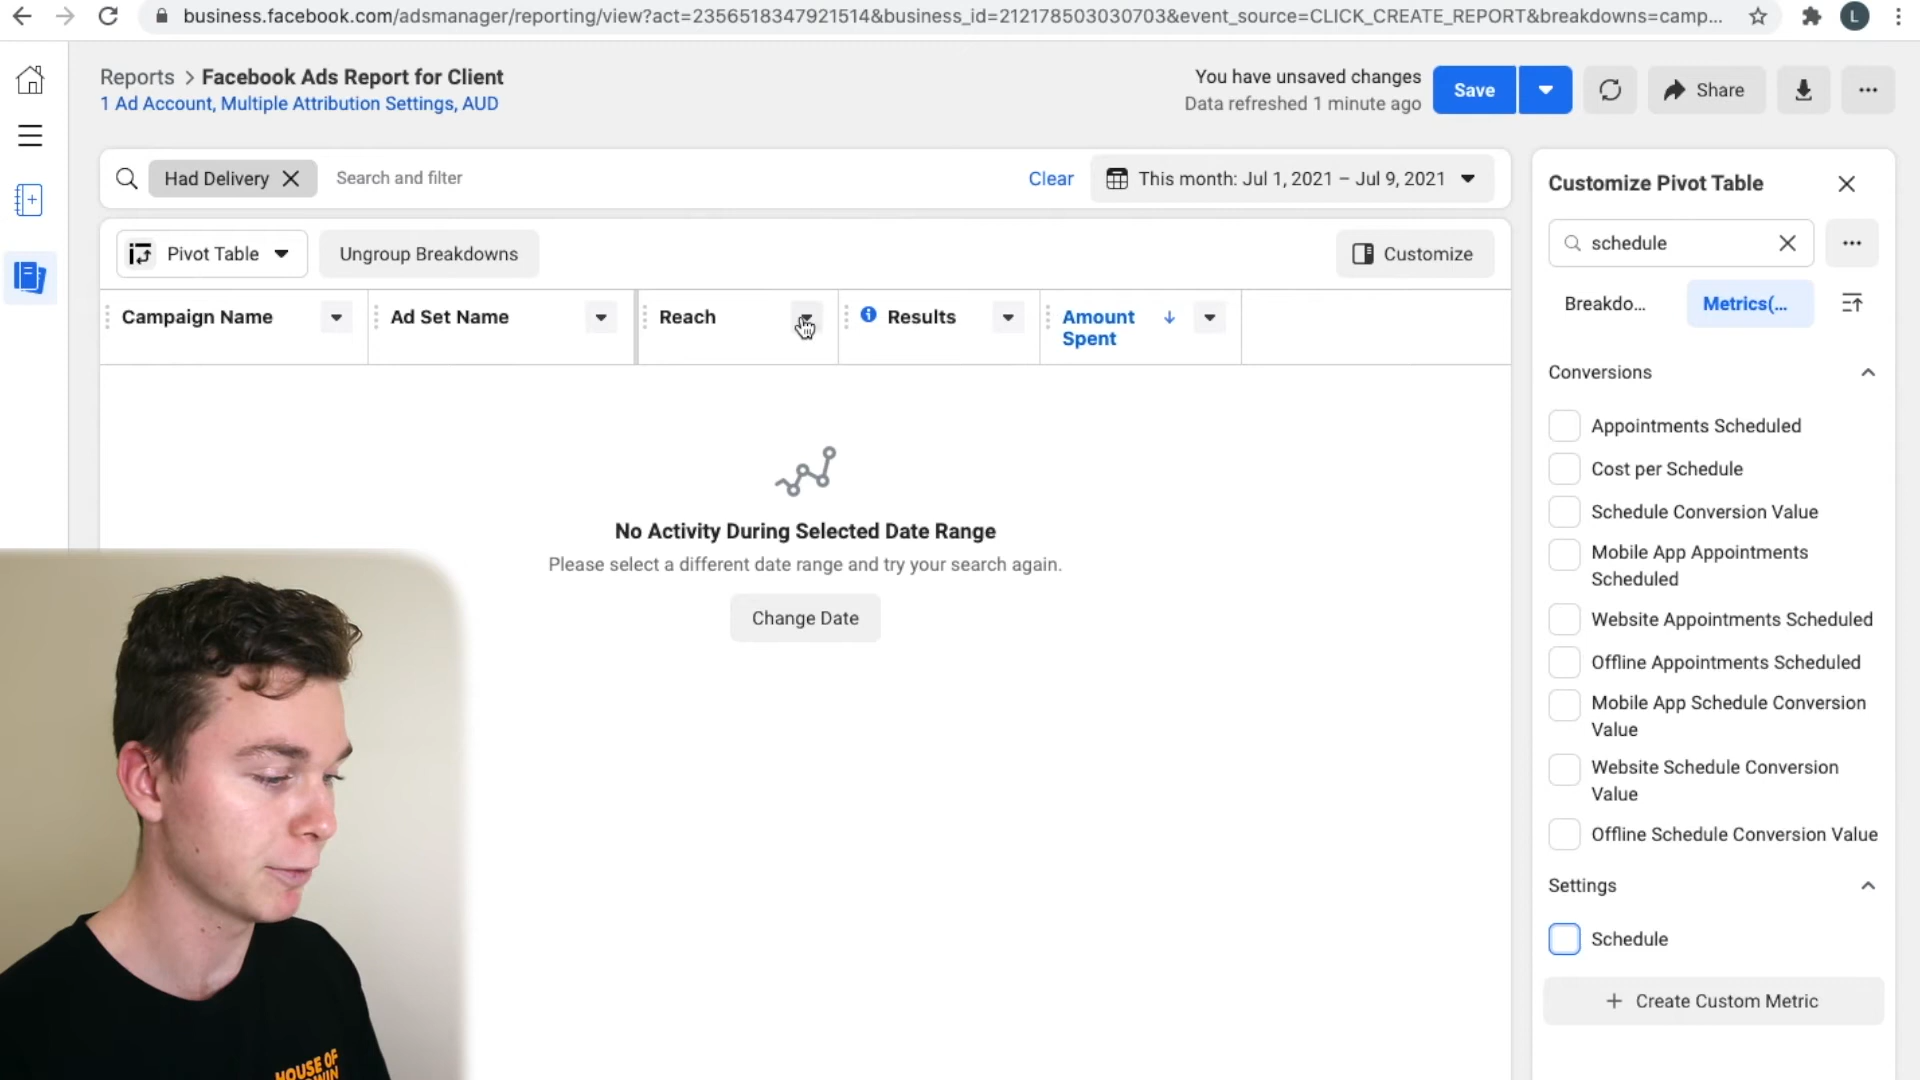 business.facebook.com/adsmanager/reporting/view?act=2356518347921514&business_id=212178503030703&event_source=CLICK_CREATE_REPORT&breakdowns=camp...
L
Reports > Facebook Ads Report for Client
1 Ad Account, Multiple Attribution Settings, AUD
You have unsaved changes
Data refreshed 1 minute ago
Save
Share
Had Delivery
Search and filter
Clear
This month: Jul 1, 2021 – Jul 9, 2021
Pivot Table
Ungroup Breakdowns
Customize
Campaign Name
Ad Set Name
Reach
Results
Amount
Spent
No Activity During Selected Date Range
Please select a different date range and try your search again.
Change Date
Customize Pivot Table
schedule
Breakdo...
Metrics(...
Conversions
Appointments Scheduled
Cost per Schedule
Schedule Conversion Value
Mobile App Appointments
Scheduled
Website Appointments Scheduled
Offline Appointments Scheduled
Mobile App Schedule Conversion
Value
Website Schedule Conversion
Value
Offline Schedule Conversion Value
Settings
Schedule
+ Create Custom Metric
HOUSE OF